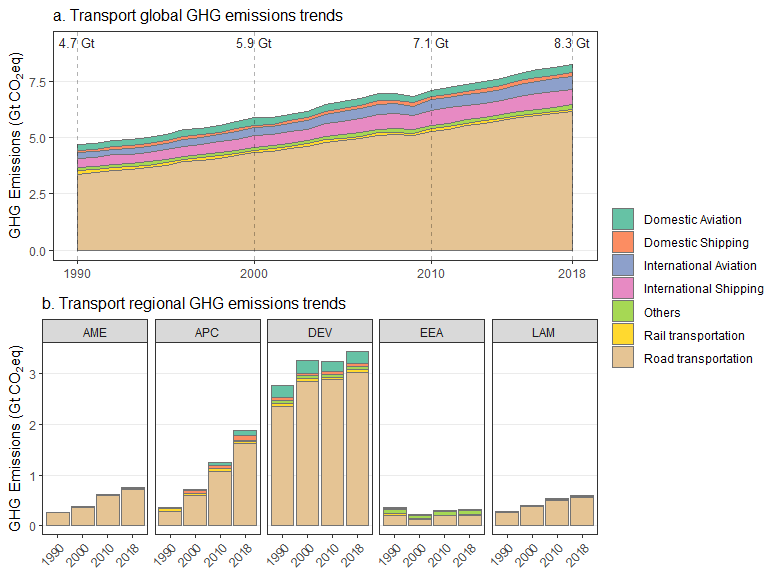 a. Transport global GHG emissions trends
4.7 Gt 5.9 Gt 7.1 Gt 8.3 Gt
GHG Emissions (Gt CO₂eq)
7.5
5.0
2.5
0.0
1990 2000 2010 2018
b. Transport regional GHG emissions trends
AME APC DEV EEA LAM
GHG Emissions (Gt CO₂eq)
3
2
1
0
1990 2000 2010 2018 1990 2000 2010 2018 1990 2000 2010 2018 1990 2000 2010 2018 1990 2000 2010 2018
Domestic Aviation
Domestic Shipping
International Aviation
International Shipping
Others
Rail transportation
Road transportation